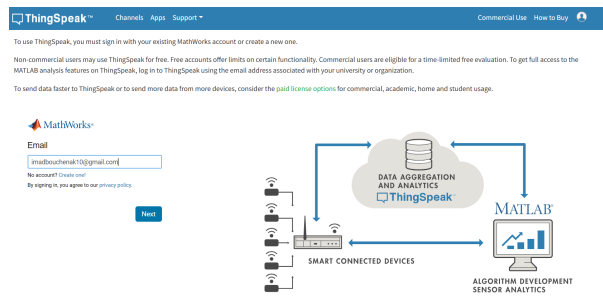 ThingSpeak™ Channels Apps Support Commercial Use How to Buy
To use ThingSpeak, you must sign in with your existing MathWorks account or create a new one.
Non-commercial users may use ThingSpeak for free. Free accounts offer limits on certain functionality. Commercial users are eligible for a time-limited free evaluation. To get full access to the
MATLAB analysis features on ThingSpeak, log in to ThingSpeak using the email address associated with your university or organization.
To send data faster to ThingSpeak or to send more data from more devices, consider the paid license options for commercial, academic, home and student usage.
MathWorks®
Email
imadbouchenak10@gmail.com
No account? Create one!
By signing in, you agree to our privacy policy.
Next
DATA AGGREGATION
AND ANALYTICS
ThingSpeak™
MATLAB®
SMART CONNECTED DEVICES
ALGORITHM DEVELOPMENT
SENSOR ANALYTICS